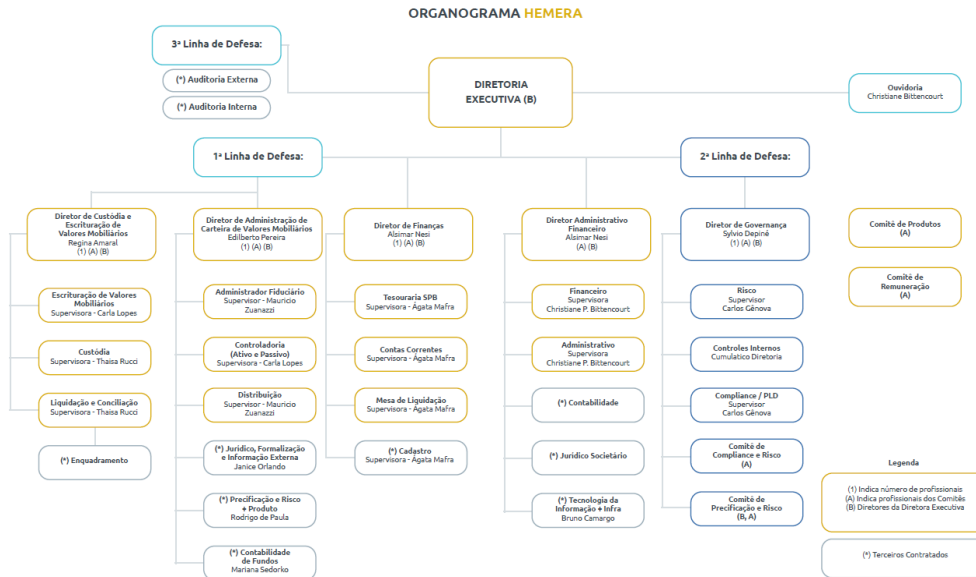 ORGANOGRAMA HEMERA
3ª Linha de Defesa:
(*) Auditoria Externa
(*) Auditoria Interna
DIRETORIA
EXECUTIVA (B)
Ouvidoria
Christiane Bittencourt
1ª Linha de Defesa:
2ª Linha de Defesa:
Diretor de Custódia e
Escrituração de
Valores Mobiliários
Regina Amaral
(1) (A) (B)
Escrituração de Valores
Mobiliários
Supervisora - Carla Lopes
Custódia
Supervisora - Thaisa Rucci
Liquidação e Conciliação
Supervisora - Thaisa Rucci
(*) Enquadramento
Diretor de Administração de
Carteira de Valores Mobiliários
Edilberto Pereira
(1) (A) (B)
Administrador Fiduciário
Supervisor - Mauricio
Zuanazzi
Controladoria
(Ativo e Passivo)
Supervisora - Carla Lopes
Distribuição
Supervisor - Mauricio
Zuanazzi
(*) Jurídico, Formalização
e Informação Externa
Janice Orlando
(*) Precificação e Risco
+ Produto
Rodrigo de Paula
(*) Contabilidade
de Fundos
Mariana Sedorko
Diretor de Finanças
Alsimar Nesi
(1) (A) (B)
Tesouraria SPB
Supervisora - Ágata Mafra
Contas Correntes
Supervisora - Ágata Mafra
Mesa de Liquidação
Supervisora - Ágata Mafra
(*) Cadastro
Supervisora - Ágata Mafra
Diretor Administrativo
Financeiro
Alsimar Nesi
(A) (B)
Financeiro
Supervisora
Christiane P. Bittencourt
Administrativo
Supervisora
Christiane P. Bittencourt
(*) Contabilidade
(*) Jurídico Societário
(*) Tecnologia da
Informação + Infra
Bruno Camargo
Diretor de Governança
Sylvio Depiné
(1) (A) (B)
Risco
Supervisor
Carlos Gênova
Controles Internos
Cumulatico Diretoria
Compliance / PLD
Supervisor
Carlos Gênova
Comitê de
Compliance e Risco
(A)
Comitê de
Precificação e Risco
(B, A)
Comitê de Produtos
(A)
Comitê de
Remuneração
(A)
Legenda
(1) Indica número de profissionais
(A) Indica profissionais dos Comitês
(B) Diretores da Diretora Executiva
(*) Terceiros Contratados